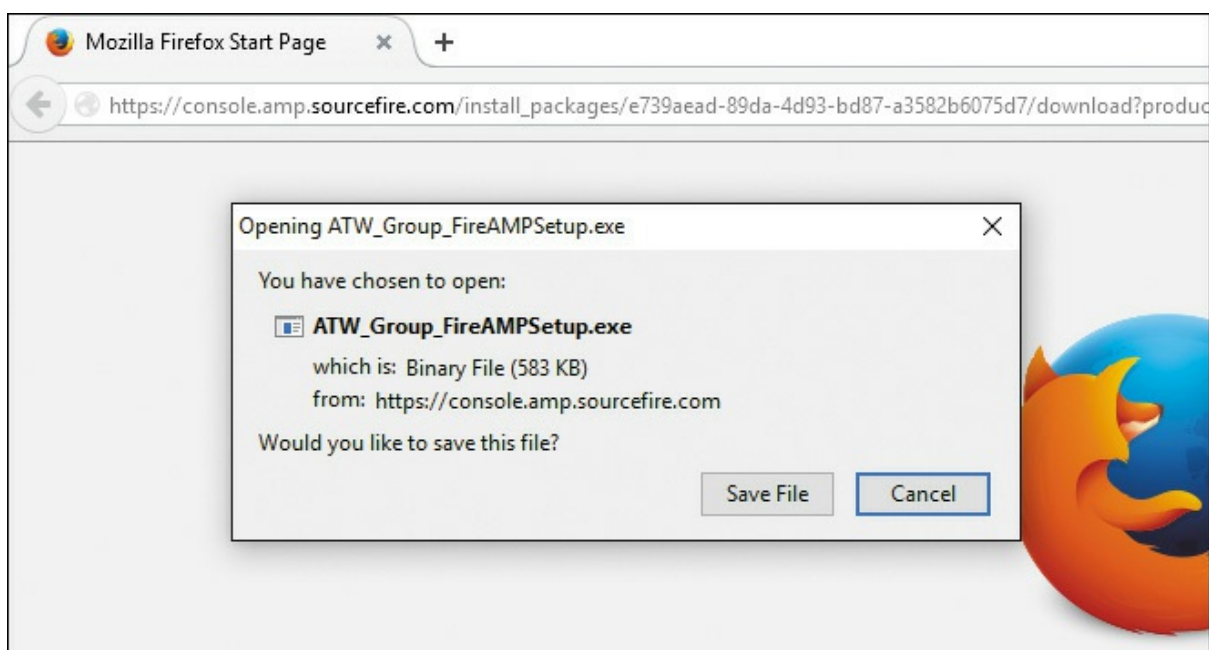 Mozilla Firefox Start Page × +
https://console.amp.sourcefire.com/install_packages/e739aead-89da-4d93-bd87-a3582b6075d7/download?produc
Opening ATW_Group_FireAMPSetup.exe
You have chosen to open:
ATW_Group_FireAMPSetup.exe
which is: Binary File (583 KB)
from: https://console.amp.sourcefire.com
Would you like to save this file?
Save File Cancel